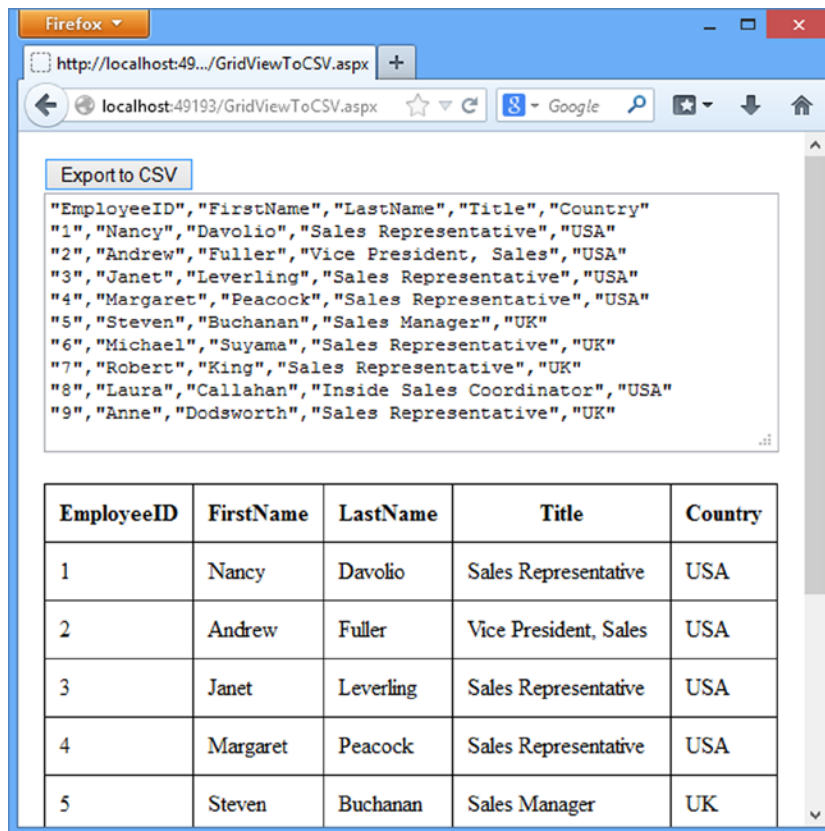 Firefox
http://localhost:49.../GridViewToCSV.aspx +
localhost:49193/GridViewToCSV.aspx 8 Google
Export to CSV
"EmployeeID","FirstName","LastName","Title","Country"
"1","Nancy","Davolio","Sales Representative","USA"
"2","Andrew","Fuller","Vice President, Sales","USA"
"3","Janet","Leverling","Sales Representative","USA"
"4","Margaret","Peacock","Sales Representative","USA"
"5","Steven","Buchanan","Sales Manager","UK"
"6","Michael","Suyama","Sales Representative","UK"
"7","Robert","King","Sales Representative","UK"
"8","Laura","Callahan","Inside Sales Coordinator","USA"
"9","Anne","Dodsworth","Sales Representative","UK"
EmployeeID FirstName LastName Title Country
1 Nancy Davolio Sales Representative USA
2 Andrew Fuller Vice President, Sales USA
3 Janet Leverling Sales Representative USA
4 Margaret Peacock Sales Representative USA
5 Steven Buchanan Sales Manager UK